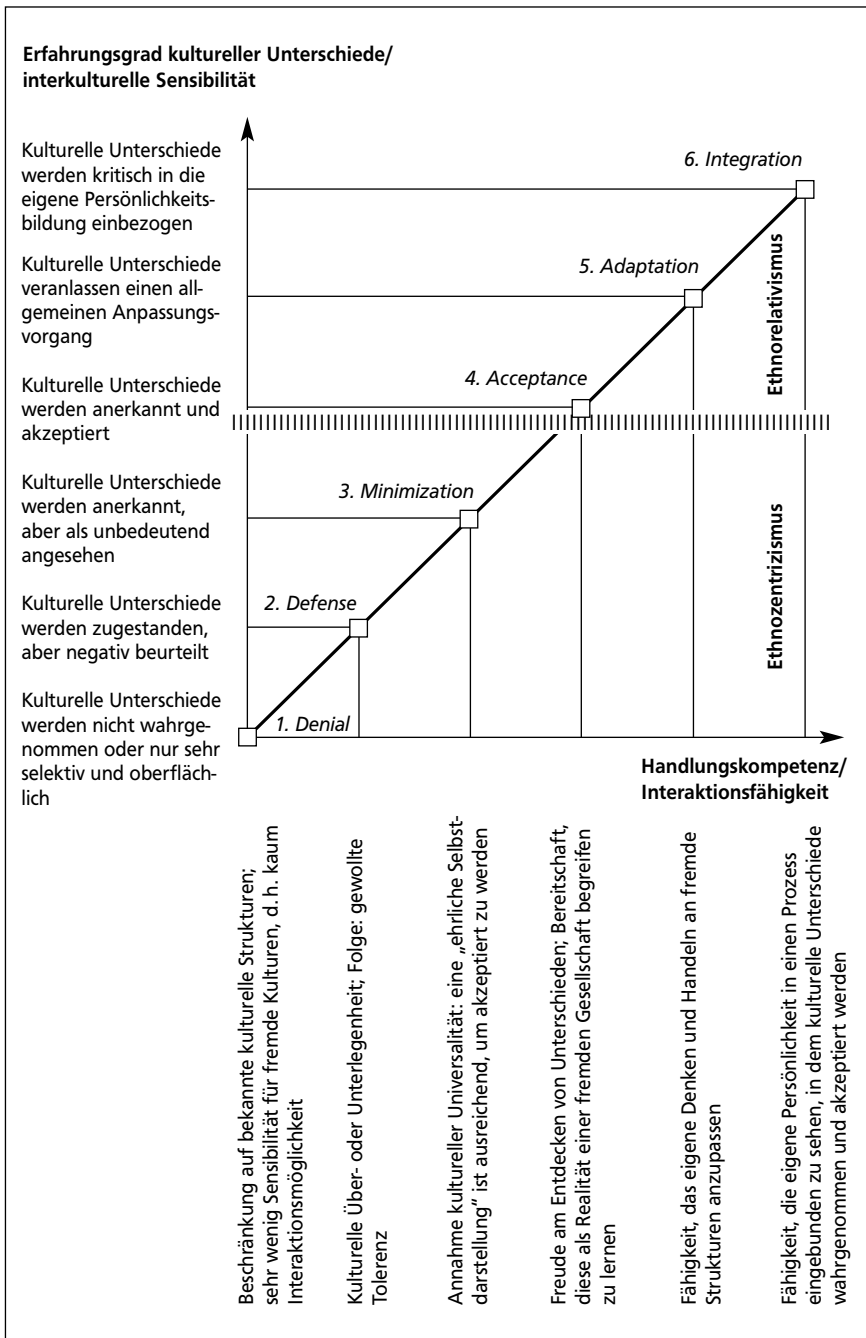 Erfahrungsgrad kultureller Unterschiede/
interkulturelle Sensibilität
Kulturelle Unterschiede
werden kritisch in die
eigene Persönlichkeits-
bildung einbezogen
6. Integration
Kulturelle Unterschiede
veranlassen einen all-
gemeinen Anpassungs-
vorgang
5. Adaptation
Ethnorelativismus
Kulturelle Unterschiede
werden anerkannt und
akzeptiert
4. Acceptance
Kulturelle Unterschiede
werden anerkannt,
aber als unbedeutend
angesehen
3. Minimization
Ethnozentrizismus
Kulturelle Unterschiede
werden zugestanden,
aber negativ beurteilt
2. Defense
Kulturelle Unterschiede
werden nicht wahrge-
nommen oder nur sehr
selektiv und oberfläch-
lich
1. Denial
Handlungskompetenz/
Interaktionsfähigkeit
Beschränkung auf bekannte kulturelle Strukturen;
sehr wenig Sensibilität für fremde Kulturen, d. h. kaum
Interaktionsmöglichkeit
Kulturelle Über- oder Unterlegenheit; Folge: gewollte
Tolerenz
Annahme kultureller Universalität: eine „ehrliche Selbst-
darstellung“ ist ausreichend, um akzeptiert zu werden
Freude am Entdecken von Unterschieden; Bereitschaft,
diese als Realität einer fremden Gesellschaft begreifen
zu lernen
Fähigkeit, das eigene Denken und Handeln an fremde
Strukturen anzupassen
Fähigkeit, die eigene Persönlichkeit in einen Prozess
eingebunden zu sehen, in dem kulturelle Unterschiede
wahrgenommen und akzeptiert werden